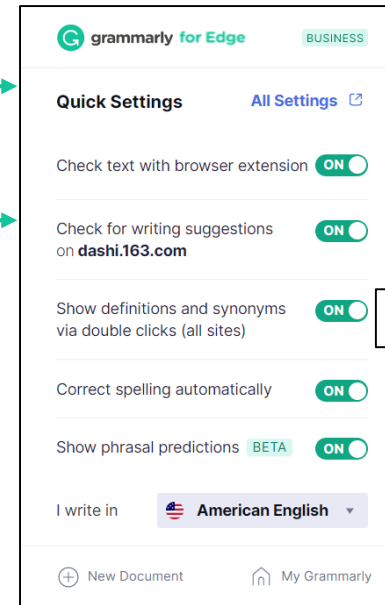 grammarly for Edge BUSINESS
Quick Settings All Settings
Check text with browser extension ON
Check for writing suggestions
on dashi.163.com ON
Show definitions and synonyms
via double clicks (all sites) ON
Correct spelling automatically ON
Show phrasal predictions BETA ON
I write in American English
New Document My Grammarly